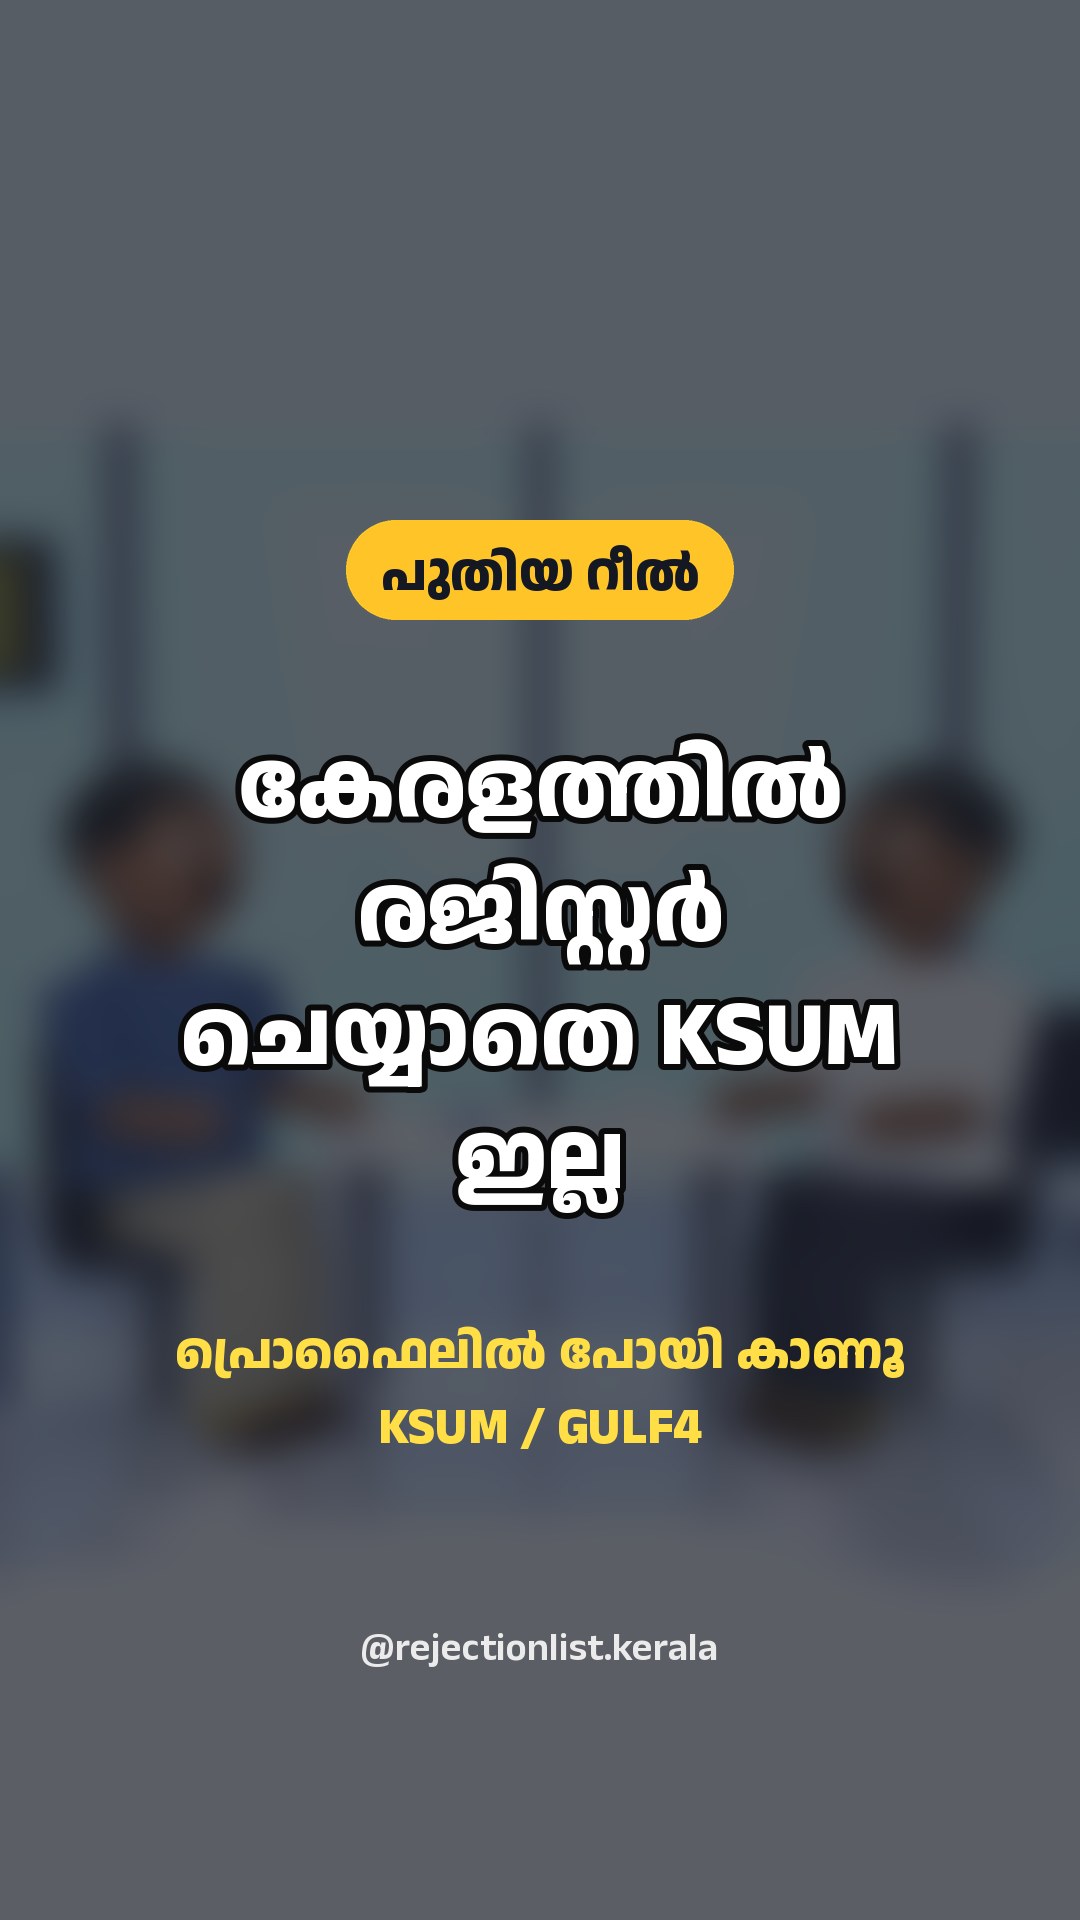 പുതിയ റീൽ
കേരളത്തിൽ
രജിസ്റ്റർ
ചെയ്യാതെ KSUM
ഇല്ല
പ്രൊഫൈലിൽ പോയി കാണൂ
KSUM / GULF4
@rejectionlist.kerala